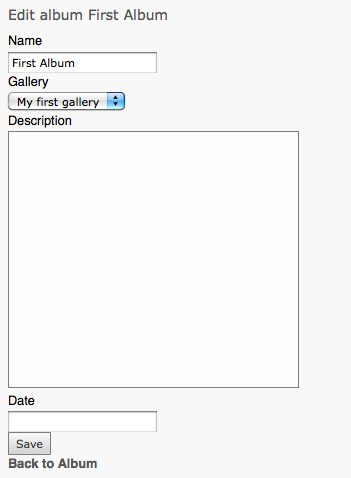 Edit album First Album
Name
First Album
Gallery
My first gallery
Description
Date
Save
Back to Album